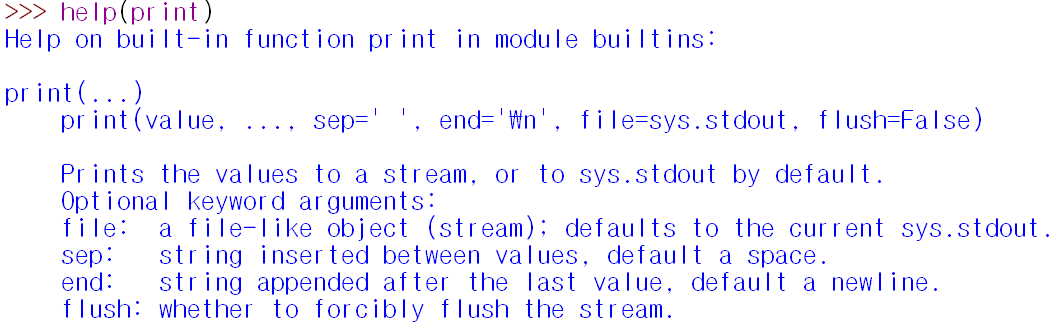 >>> help(print)
Help on built-in function print in module builtins:

print(...)
    print(value, ..., sep=' ', end='₩n', file=sys.stdout, flush=False)

    Prints the values to a stream, or to sys.stdout by default.
    Optional keyword arguments:
    file:  a file-like object (stream); defaults to the current sys.stdout.
    sep:   string inserted between values, default a space.
    end:   string appended after the last value, default a newline.
    flush: whether to forcibly flush the stream.